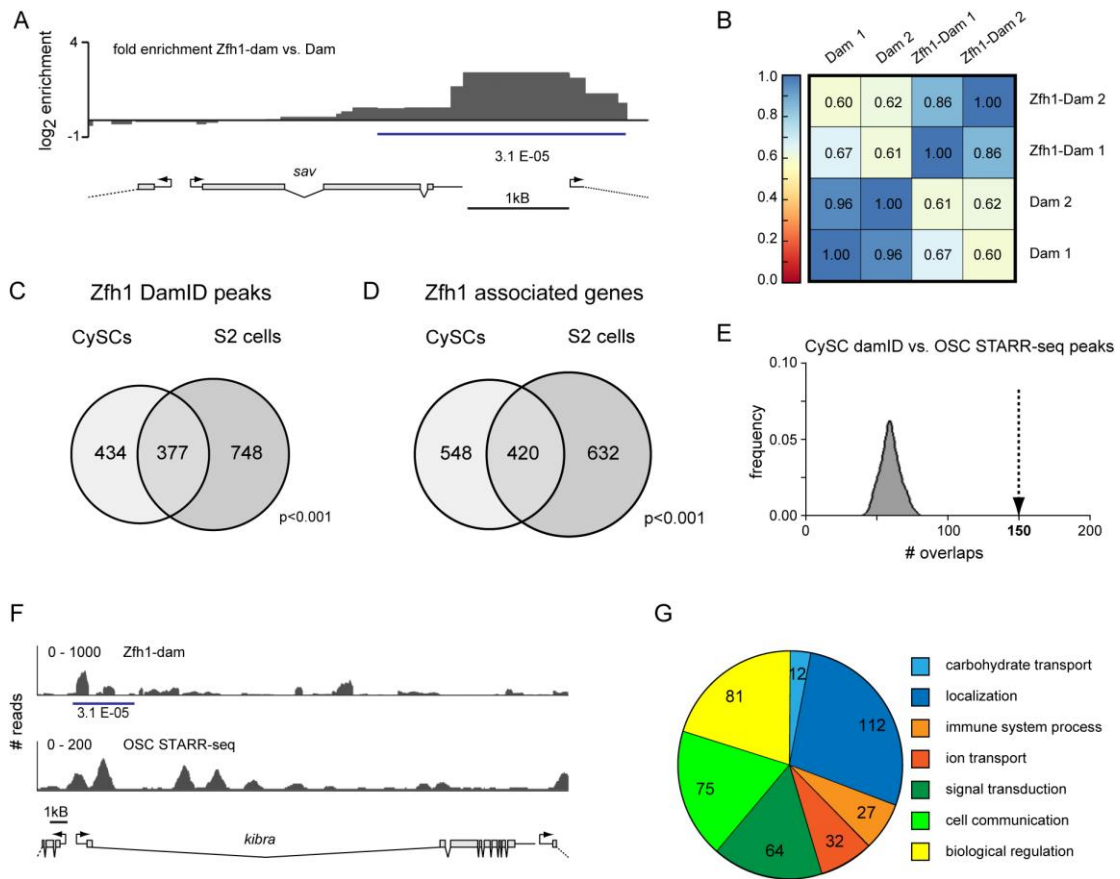 A
4
fold enrichment Zfh1-dam vs. Dam
log2 enrichment
-1
3.1 E-05
sav
1kB
B
Dam 1 Dam 2 Zfh1-Dam 1 Zfh1-Dam 2
1.0
0.8
0.6
0.4
0.2
0.0
0.60 0.62 0.86 1.00 Zfh1-Dam 2
0.67 0.61 1.00 0.86 Zfh1-Dam 1
0.96 1.00 0.61 0.62 Dam 2
1.00 0.96 0.67 0.60 Dam 1
C
Zfh1 DamID peaks
CySCs S2 cells
434 377 748
p<0.001
D
Zfh1 associated genes
CySCs S2 cells
548 420 632
p<0.001
E
CySC damID vs. OSC STARR-seq peaks
0.10
0.05
0.00
frequency
0 100 150 200
# overlaps
F
0 - 1000 Zfh1-dam
3.1 E-05
# reads
0 - 200 OSC STARR-seq
1kB
kibra
G
12
112
27
32
64
75
81
carbohydrate transport
localization
immune system process
ion transport
signal transduction
cell communication
biological regulation